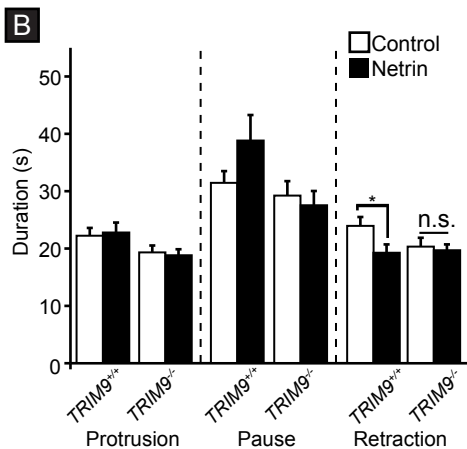 B
Control
Netrin
Duration (s)
50
40
30
20
10
0
*
n.s.
TRIM9+/+
TRIM9-/-
TRIM9+/+
TRIM9-/-
TRIM9+/+
TRIM9-/-
Protrusion
Pause
Retraction